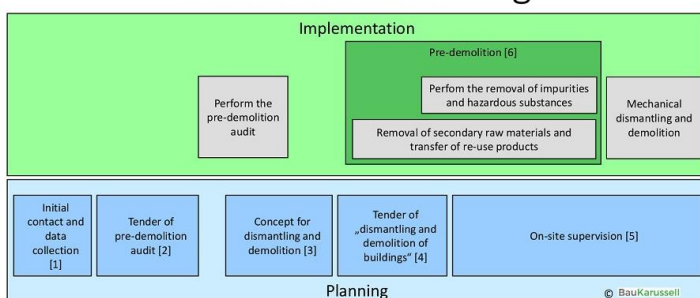 Implementation
Pre-demolition [6]
Perform the
pre-demolition
audit
Perfom the removal of impurities
and hazardous substances
Removal of secondary raw materials and
transfer of re-use products
Mechanical
dismantling and
demolition
Initial
contact and
data
collection
[1]
Tender of
pre-demolition
audit [2]
Concept for
dismantling and
demolition [3]
Tender of
„dismantling and
demolition of
buildings“ [4]
On-site supervision [5]
Planning
© BauKarussell